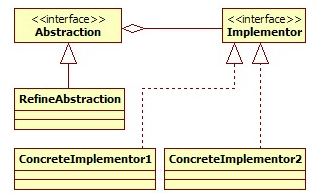 <<interface>>
Abstraction
<<interface>>
Implementor
RefineAbstraction
ConcreteImplementor1
ConcreteImplementor2